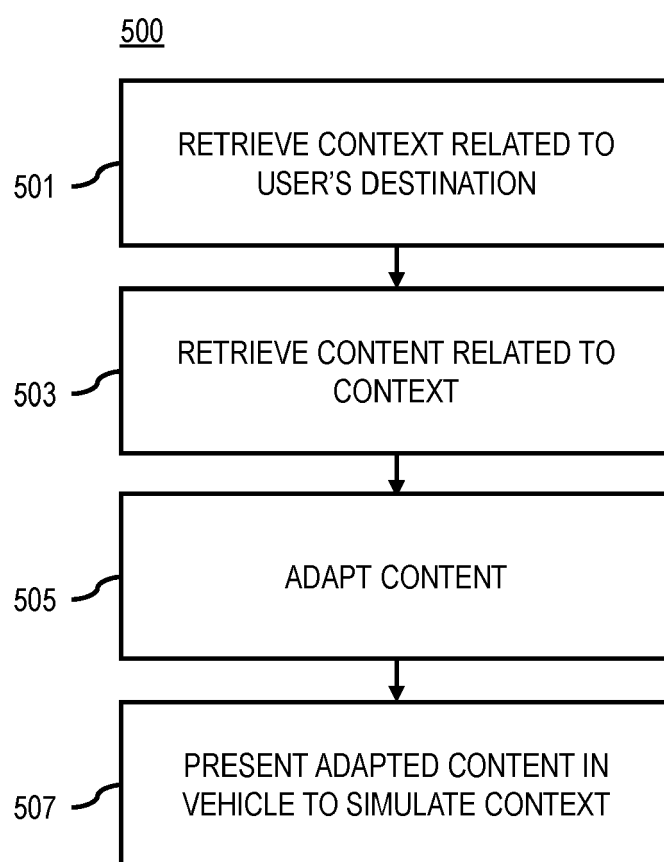 500
RETRIEVE CONTEXT RELATED TO
USER'S DESTINATION
501
RETRIEVE CONTENT RELATED TO
CONTEXT
503
ADAPT CONTENT
505
PRESENT ADAPTED CONTENT IN
VEHICLE TO SIMULATE CONTEXT
507